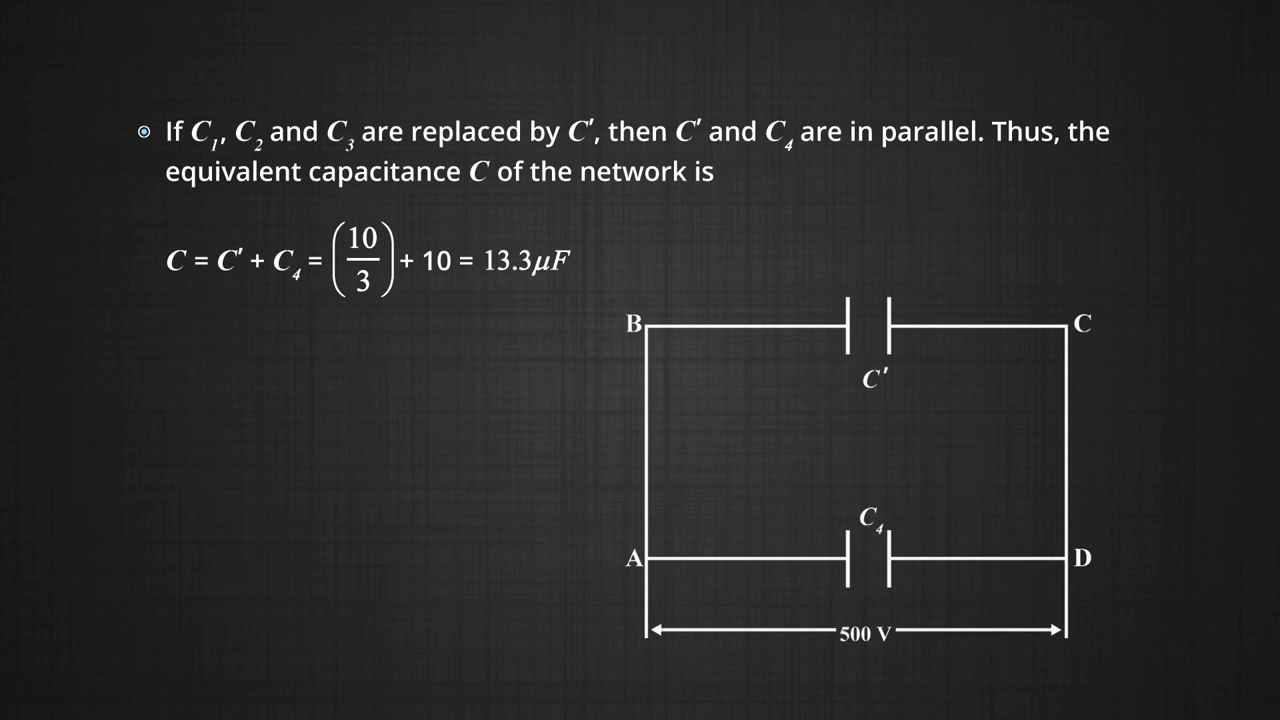 If C₁, C₂ and C₃ are replaced by C′, then C′ and C₄ are in parallel. Thus, the
equivalent capacitance C of the network is
C = C′ + C₄ = (10/3) + 10 = 13.3μF
B
C
C′
C₄
A
D
500 V